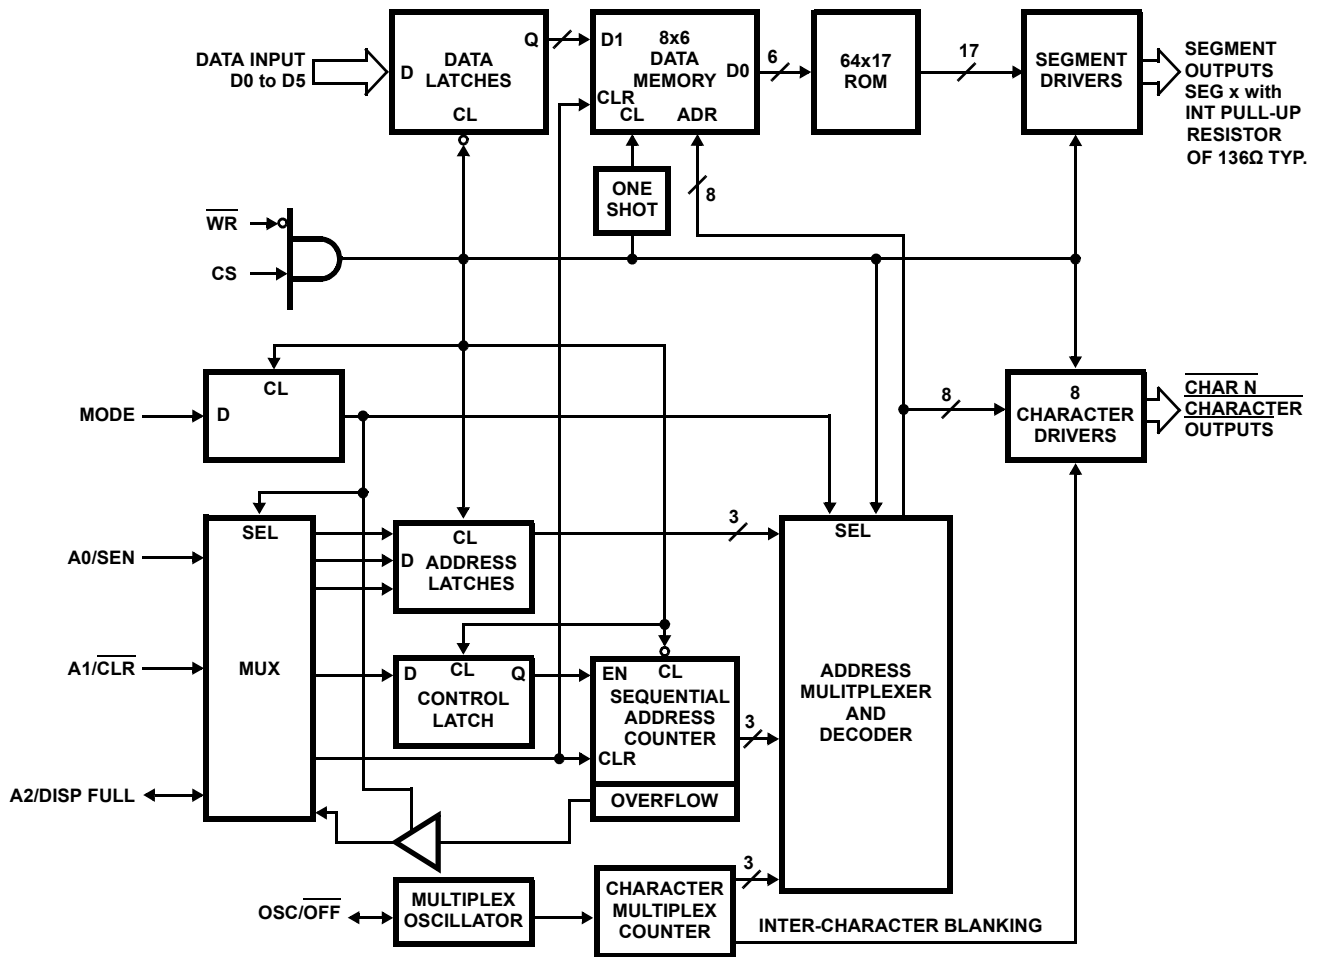 DATA INPUT
D0 to D5
D
DATA
LATCHES
Q
CL
D1
8x6
DATA
MEMORY
D0
CLR
CL
ADR
6
64x17
ROM
17
SEGMENT
DRIVERS
SEGMENT
OUTPUTS
SEG x with
INT PULL-UP
RESISTOR
OF 136Ω TYP.
ONE
SHOT
8
WR
CS
MODE
CL
D
8
8
CHARACTER
DRIVERS
CHAR N
CHARACTER
OUTPUTS
A0/SEN
A1/CLR
A2/DISP FULL
SEL
MUX
CL
D
ADDRESS
LATCHES
3
SEL
ADDRESS
MULITPLEXER
AND
DECODER
D
CL
Q
CONTROL
LATCH
EN
CL
SEQUENTIAL
ADDRESS
COUNTER
CLR
OVERFLOW
3
OSC/OFF
MULTIPLEX
OSCILLATOR
CHARACTER
MULTIPLEX
COUNTER
3
INTER-CHARACTER BLANKING